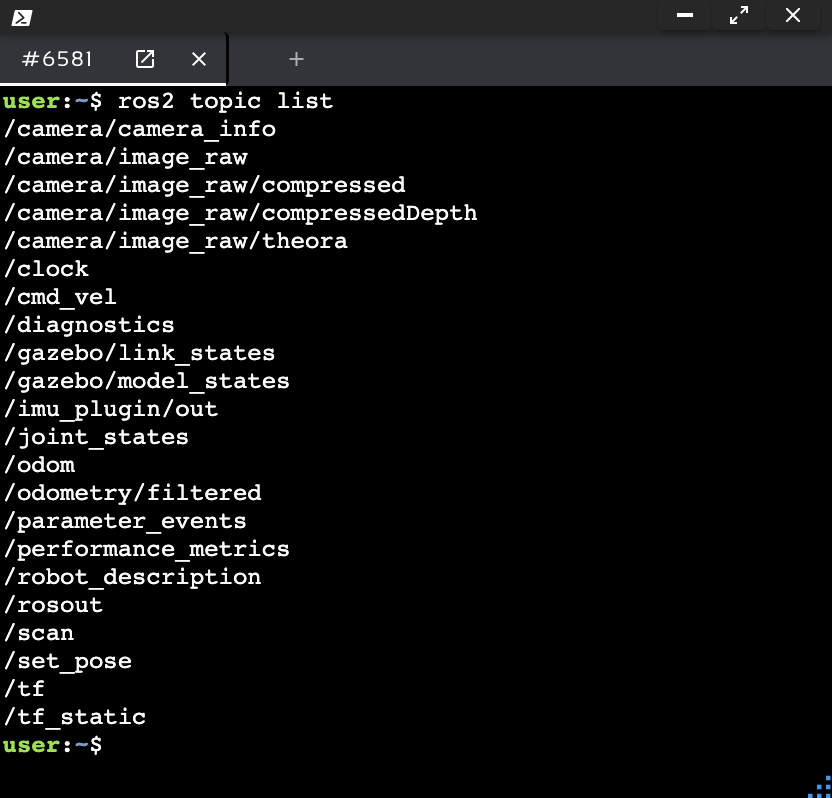 #6581
user:~$ ros2 topic list
/camera/camera_info
/camera/image_raw
/camera/image_raw/compressed
/camera/image_raw/compressedDepth
/camera/image_raw/theora
/clock
/cmd_vel
/diagnostics
/gazebo/link_states
/gazebo/model_states
/imu_plugin/out
/joint_states
/odom
/odometry/filtered
/parameter_events
/performance_metrics
/robot_description
/rosout
/scan
/set_pose
/tf
/tf_static
user:~$